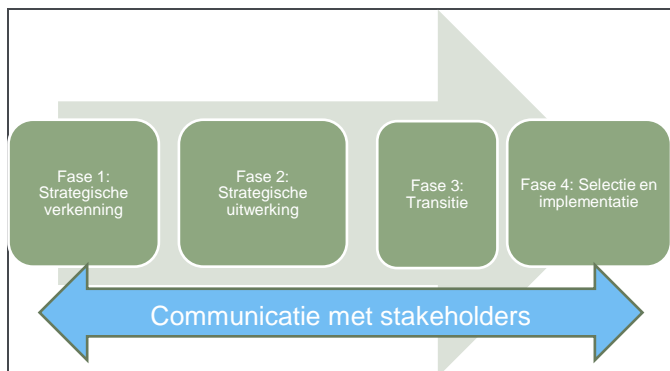 Fase 1:
Strategische
verkenning
Fase 2:
Strategische
uitwerking
Fase 3:
Transitie
Fase 4: Selectie en
implementatie
Communicatie met stakeholders